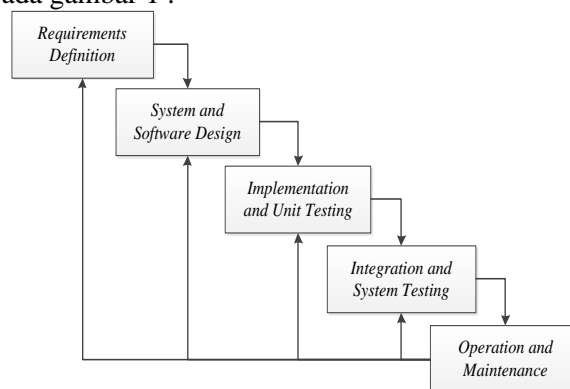 ada gambar 1 .
Requirements
Definition
System and
Software Design
Implementation
and Unit Testing
Integration and
System Testing
Operation and
Maintenance